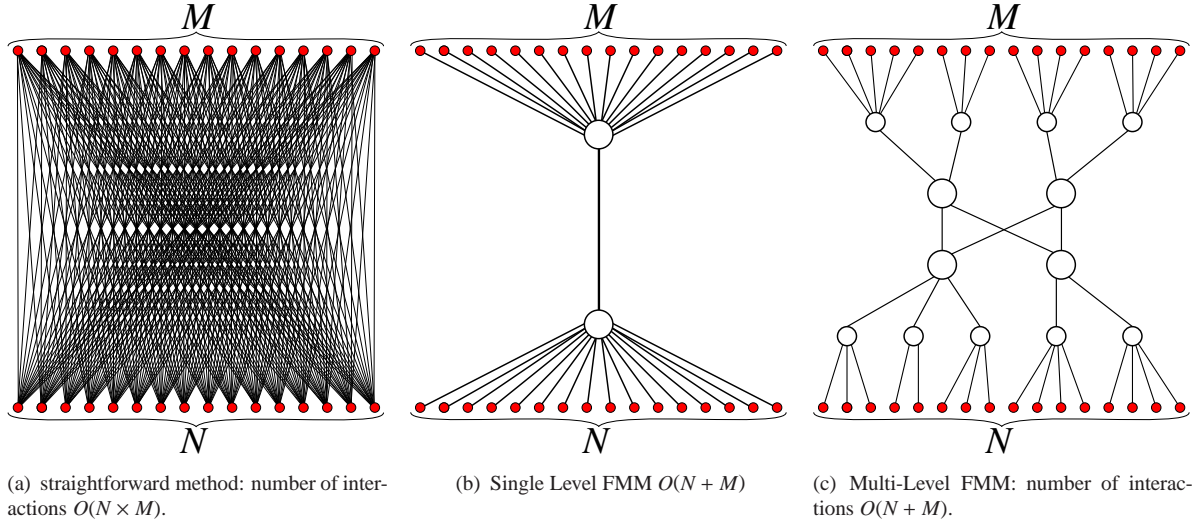 M
M
M
N
N
N
(a) straightforward method: number of inter-
actions O(N × M).
(b) Single Level FMM O(N + M)
(c) Multi-Level FMM: number of interac-
tions O(N + M).